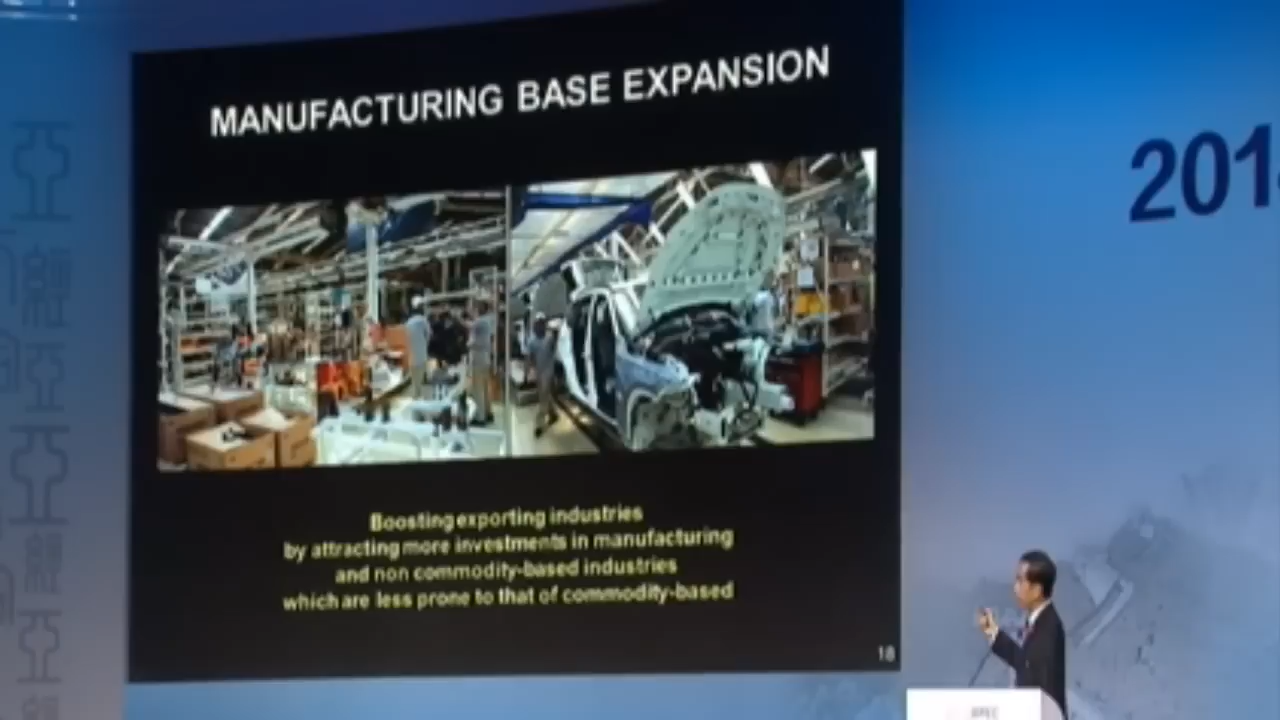 MANUFACTURING BASE EXPANSION
201
Boosting exporting industries
by attracting more investments in manufacturing
and non commodity-based industries
which are less prone to that of commodity-based
18
APEC